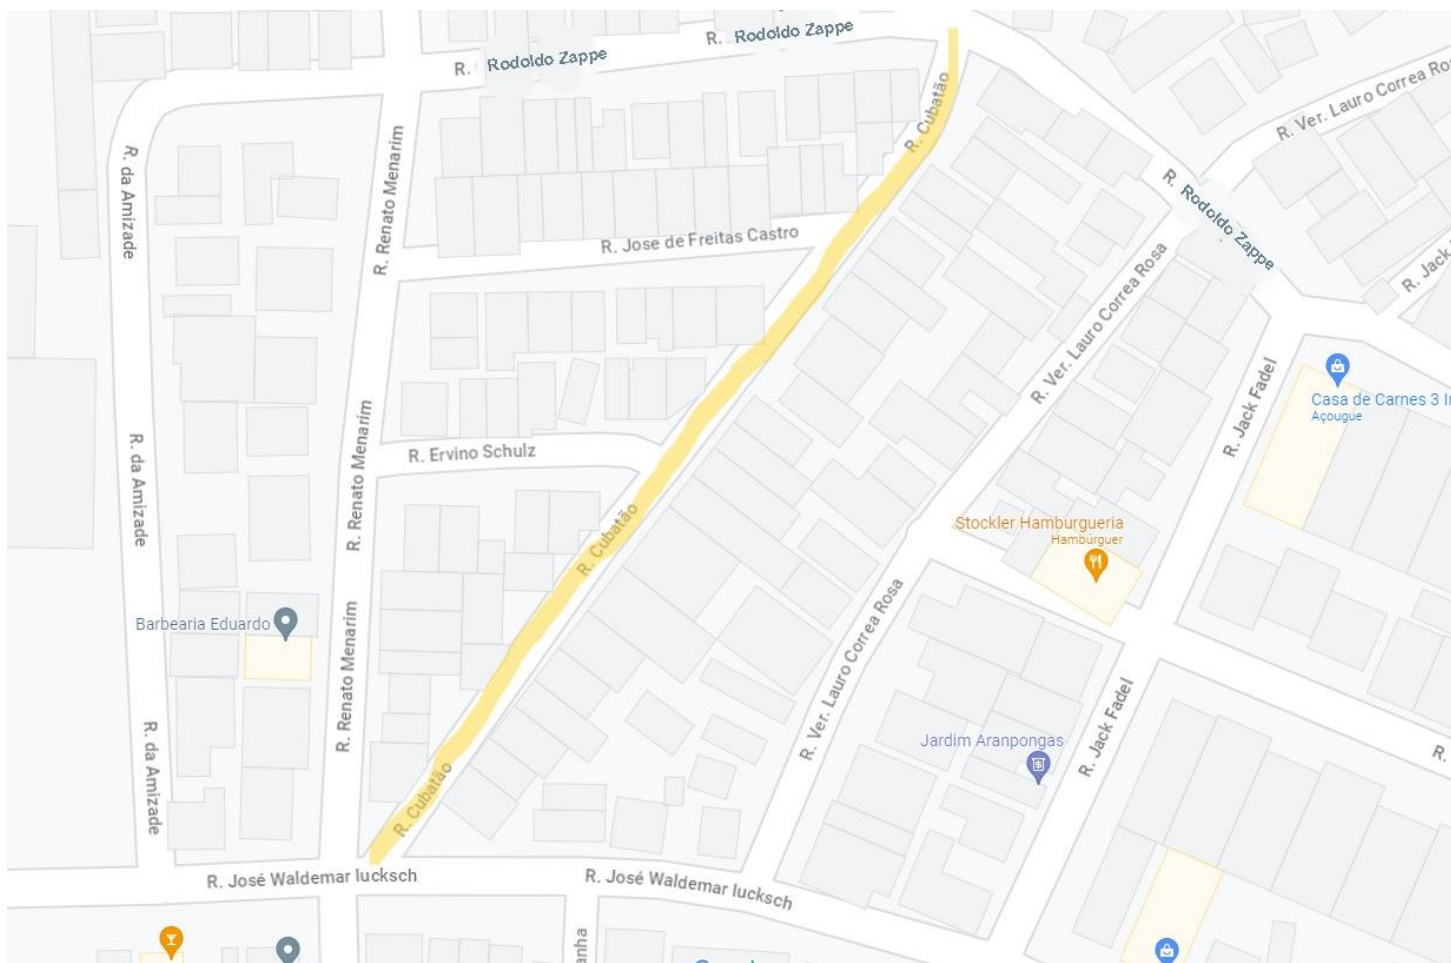 R. Rodoldo Zappe
R. Rodoldo Zappe
R. Cubatão
R. Ver. Lauro Correa Ro
R. da Amizade
R. Renato Menarim
R. Rodoldo Zappe
R. Jose de Freitas Castro
R. Jack
R. Ver. Lauro Correa Rosa
R. Jack Fadel
Casa de Carnes 3 I
Açougue
R. da Amizade
R. Renato Menarim
R. Ervino Schulz
R. Cubatão
Stockler Hamburgueria
Hambúrguer
Barbearia Eduardo
R. Renato Menarim
R. Ver. Lauro Correa Rosa
R. da Amizade
R. Cubatão
Jardim Aranpongas
R. Jack Fadel
R.
R. José Waldemar Iucksch
R. José Waldemar Iucksch
anha